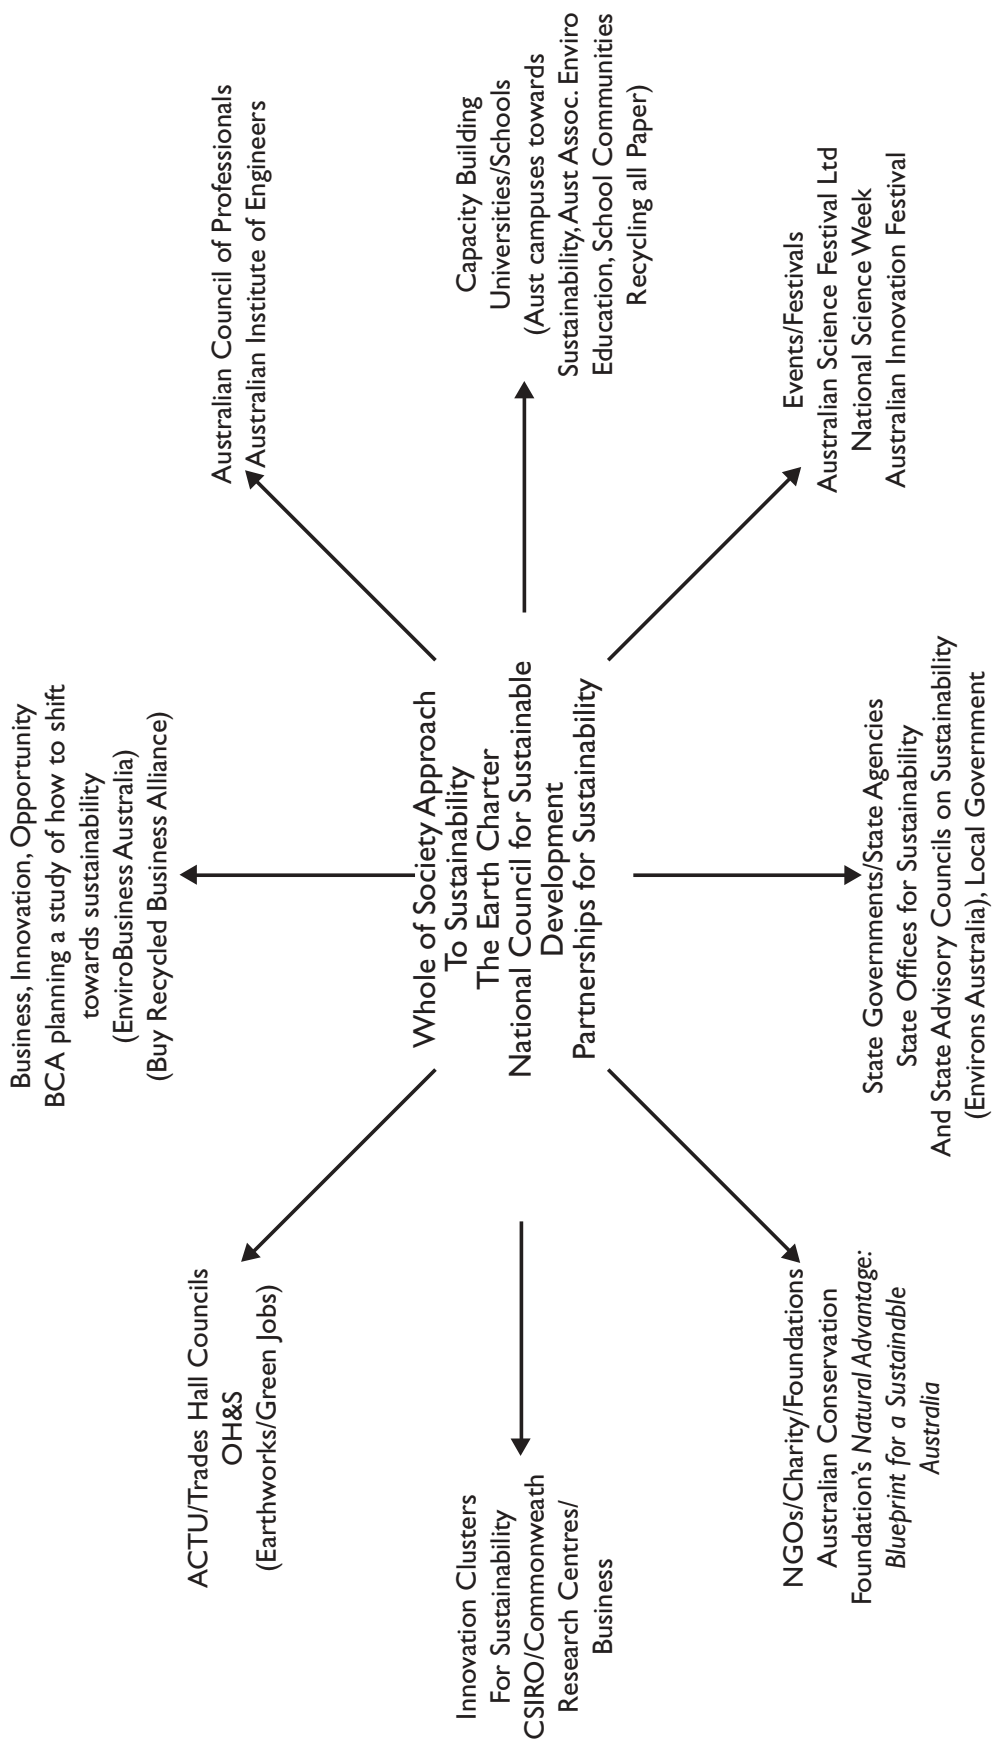 Business, Innovation, Opportunity
BCA planning a study of how to shift
towards sustainability
(EnviroBusiness Australia)
(Buy Recycled Business Alliance)
Australian Council of Professionals
Australian Institute of Engineers
Capacity Building
Universities/Schools
(Aust campuses towards
Sustainability, Aust Assoc. Enviro
Education, School Communities
Recycling all Paper)
Events/Festivals
Australian Science Festival Ltd
National Science Week
Australian Innovation Festival
State Governments/State Agencies
State Offices for Sustainability
And State Advisory Councils on Sustainability
(Environs Australia), Local Government
NGOs/Charity/Foundations
Australian Conservation
Foundation's Natural Advantage:
Blueprint for a Sustainable
Australia
Innovation Clusters
For Sustainability
CSIRO/Commonweath
Research Centres/
Business
ACTU/Trades Hall Councils
OH&S
(Earthworks/Green Jobs)
Whole of Society Approach
To Sustainability
The Earth Charter
National Council for Sustainable
Development
Partnerships for Sustainability